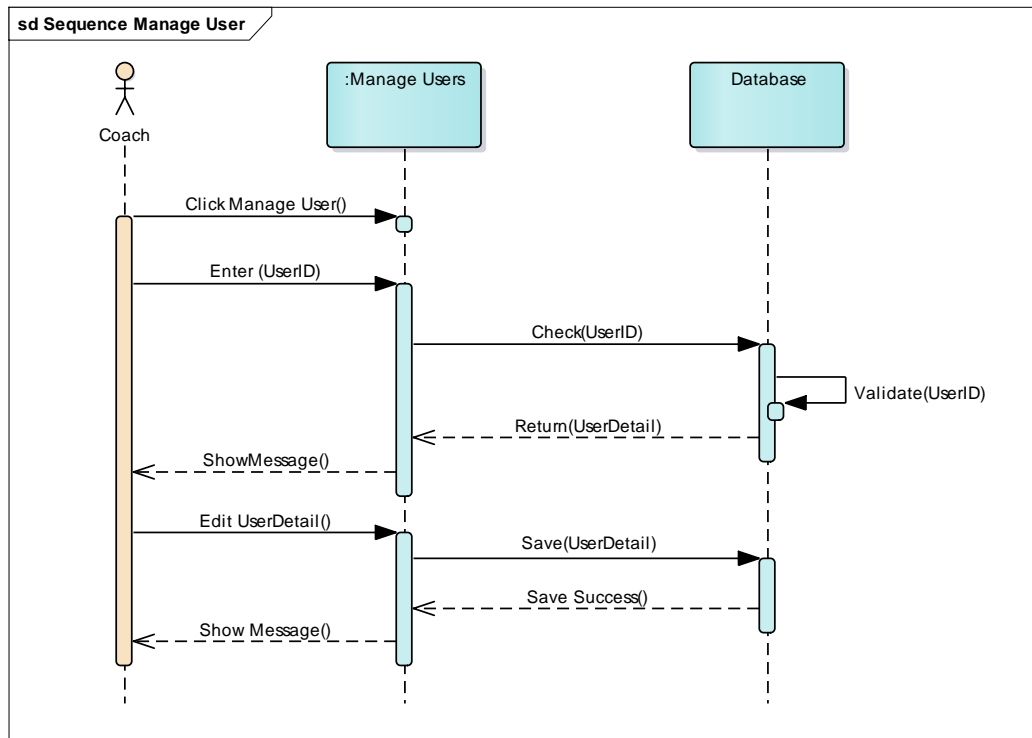 sd Sequence Manage User
:Manage Users
Database
Coach
Click Manage User()
Enter (UserID)
Check(UserID)
Validate(UserID)
Return(UserDetail)
ShowMessage()
Edit UserDetail()
Save(UserDetail)
Save Success()
Show Message()